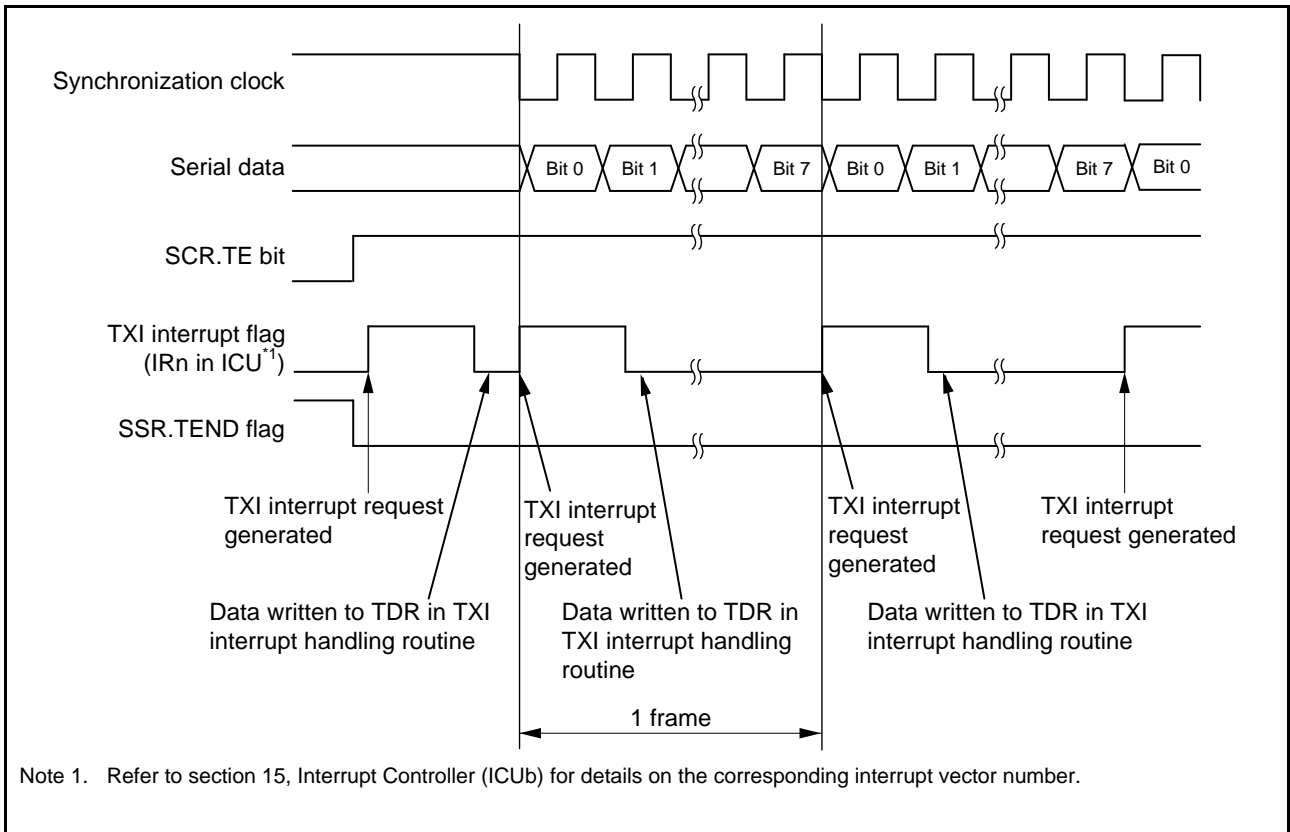 Synchronization clock
Serial data
Bit 0 Bit 1 Bit 7 Bit 0 Bit 1 Bit 7 Bit 0
SCR.TE bit
TXI interrupt flag
(IRn in ICU*1)
SSR.TEND flag
TXI interrupt request
generated
TXI interrupt
request
generated
TXI interrupt
request
generated
TXI interrupt
request generated
Data written to TDR in TXI
interrupt handling routine
Data written to TDR in
TXI interrupt handling
routine
Data written to TDR in TXI
interrupt handling routine
1 frame
Note 1. Refer to section 15, Interrupt Controller (ICUb) for details on the corresponding interrupt vector number.